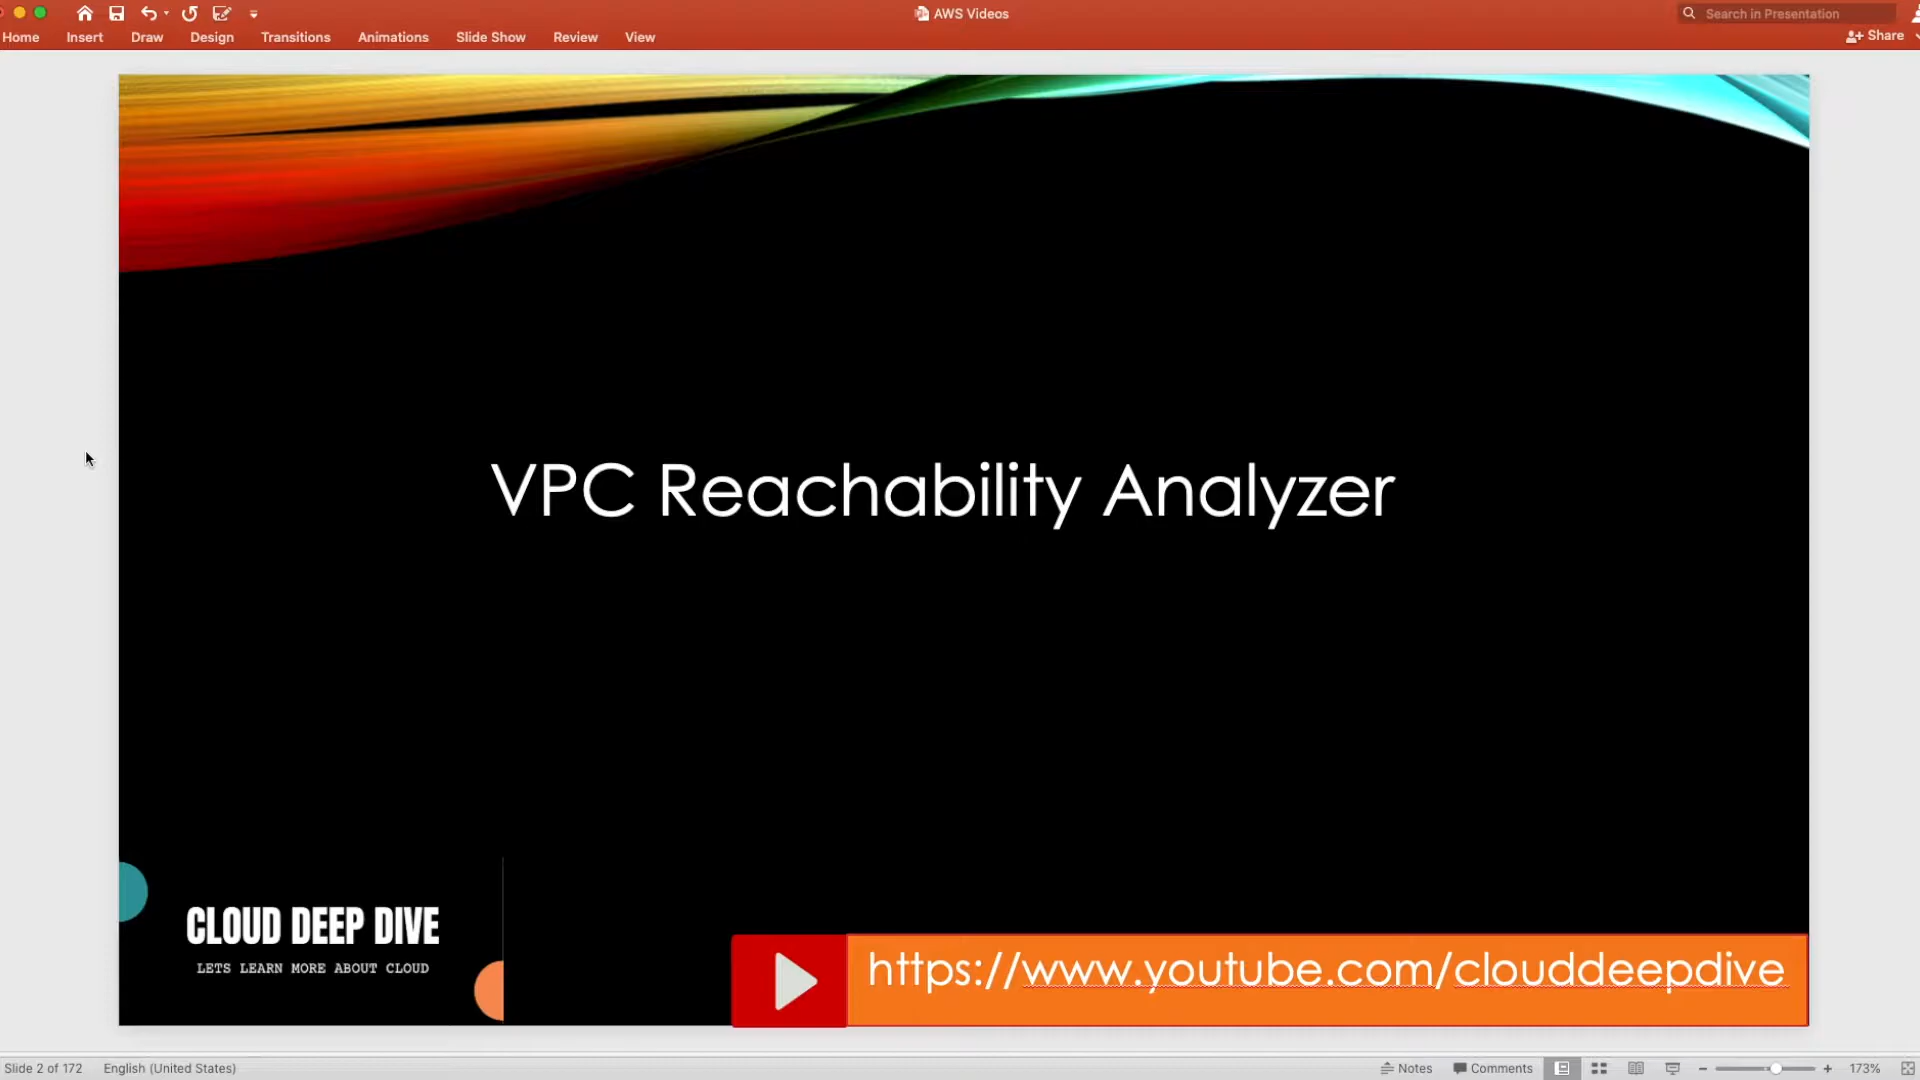 AWS Videos
Search in Presentation
Home Insert Draw Design Transitions Animations Slide Show Review View
Share
VPC Reachability Analyzer
CLOUD DEEP DIVE
LETS LEARN MORE ABOUT CLOUD
https://www.youtube.com/clouddeepdive
Slide 2 of 172 English (United States) Notes Comments 173%